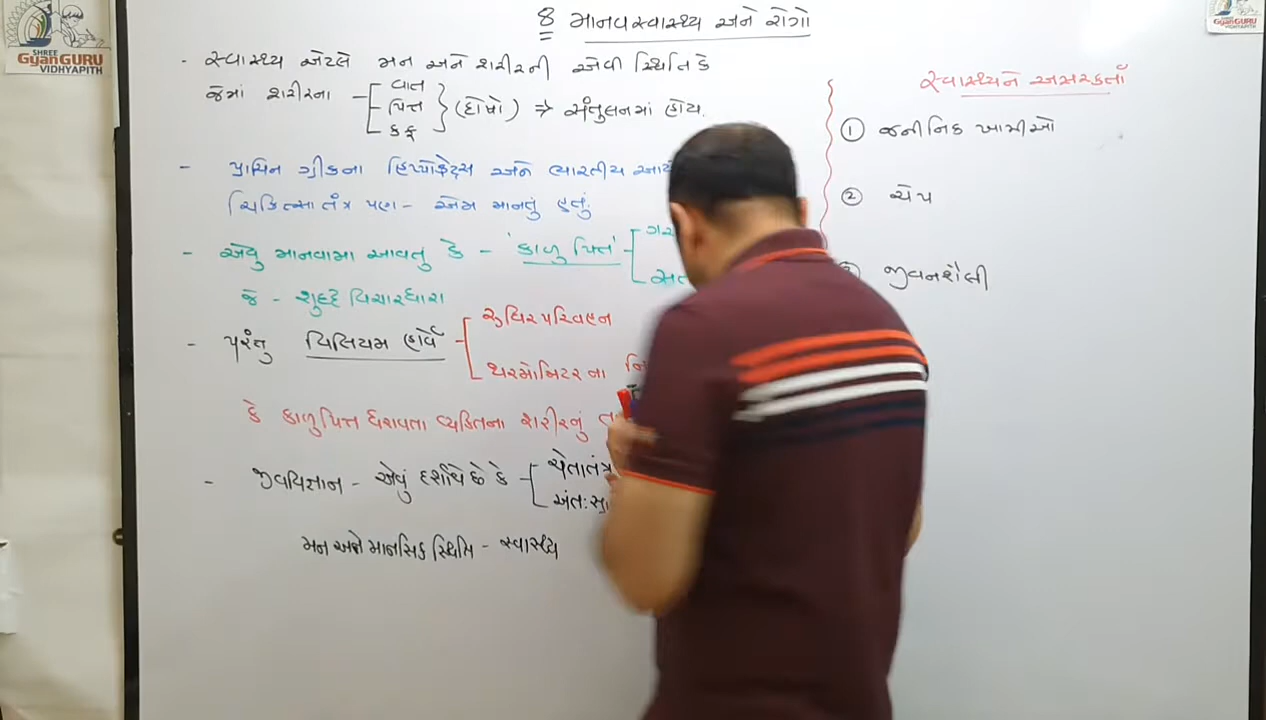 SHREE
GyanGURU
VIDHYAPITH
GyanGURU
8 માનવસ્વાસ્થ્ય અને રોગો
- સ્વાસ્થ્ય એટલે મન અને શરીરની એવી સ્થિતિ કે
જેમાં શરીરના
વાત
પિત્ત
કફ
(દોષો) ⇒ સંતુલનમાં હોય.
- પ્રાચિન ગ્રીકના હિપોક્રેટ્સ અને ભારતીય
ચિકિત્સા તંત્ર પણ - એમ માનતુ હતું.
- એવુ માનવામા આવતુ કે - 'કાળુ પિત્ત'
જે - શુદ્દ વિચારધારા
- પરંતુ વિલિયમ હાર્વે
રુધિરપરિવહન
થરમોમિટર ના
કે કાળુપિત્ત ધરાવતા વ્યક્તિના શરીરનું
- જીવવિજ્ઞાન - એવું દર્શાવે છે કે
ચેતાતંત્ર
મન અને માનસિક સ્થિતિ - સ્વાસ્થ્ય
સ્વાસ્થ્યને અસરકર્તા
① જનીનિક ખામીઓ
② ચેપ
જીવનશૈલી